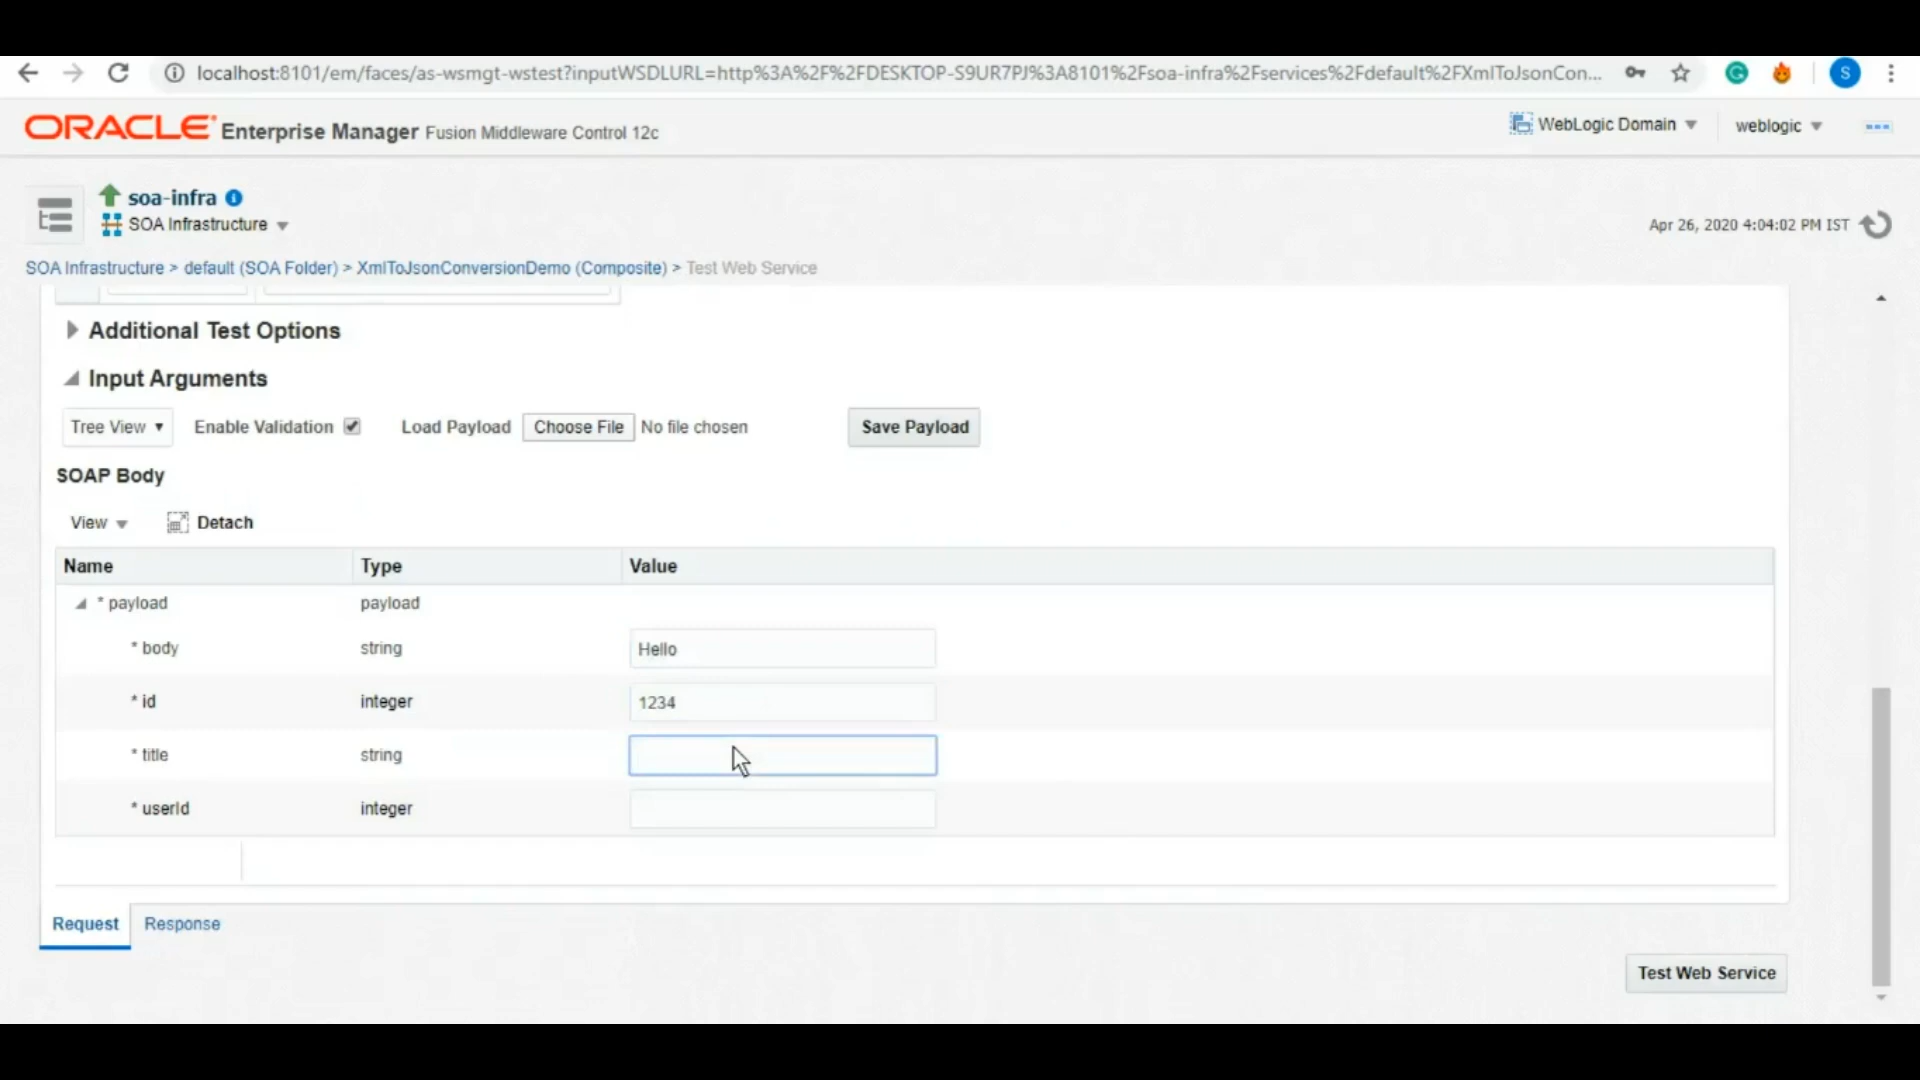 localhost:8101/em/faces/as-wsmgt-wstest?inputWSDLURL=http%3A%2F%2FDESKTOP-S9UR7PJ%3A8101%2Fsoa-infra%2Fservices%2Fdefault%2FXmlToJsonCon... S
ORACLE Enterprise Manager Fusion Middleware Control 12c WebLogic Domain weblogic
soa-infra
SOA Infrastructure Apr 26, 2020 4:04:02 PM IST
SOA Infrastructure > default (SOA Folder) > XmlToJsonConversionDemo (Composite) > Test Web Service
Additional Test Options
Input Arguments
Tree View Enable Validation Load Payload Choose File No file chosen Save Payload
SOAP Body
View Detach
Name Type Value
* payload payload
* body string Hello
* id integer 1234
* title string
* userId integer
Request Response
Test Web Service